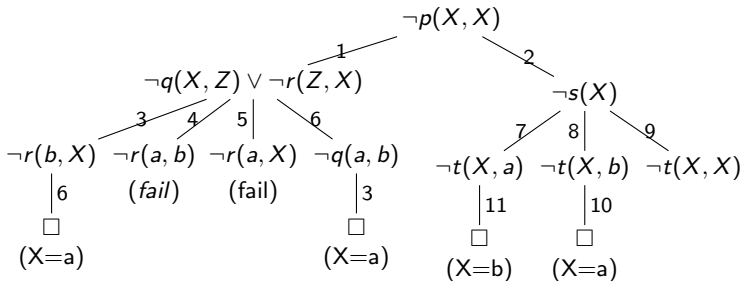 ¬p(X, X)
1 2
¬q(X, Z) ∨ ¬r(Z, X) ¬s(X)
3 4 5 6 7 8 9
¬r(b, X) ¬r(a, b) ¬r(a, X) ¬q(a, b) ¬t(X, a) ¬t(X, b) ¬t(X, X)
(fail) (fail)
6 3 11 10
□ □ □ □
(X=a) (X=a) (X=b) (X=a)